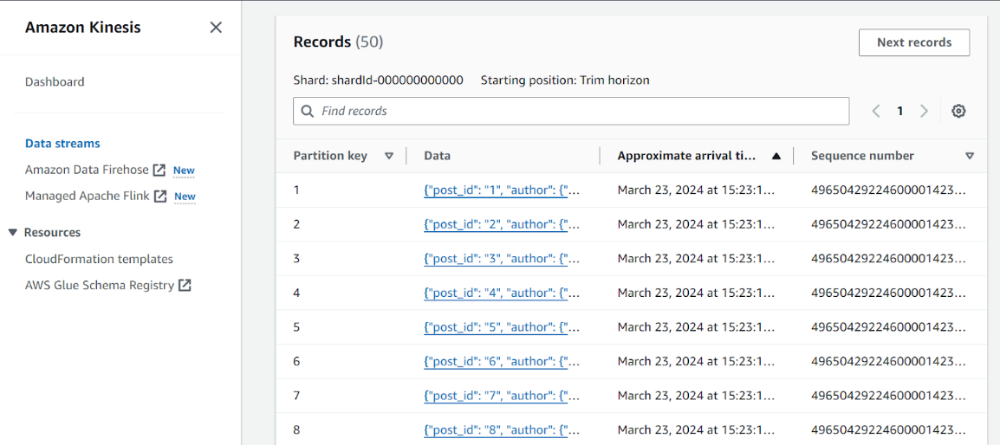 Amazon Kinesis
Dashboard
Data streams
Amazon Data Firehose New
Managed Apache Flink New
Resources
CloudFormation templates
AWS Glue Schema Registry
Records (50)
Next records
Shard: shardId-000000000000 Starting position: Trim horizon
Find records
1
Partition key Data Approximate arrival ti... Sequence number
1 {"post_id": "1", "author": {"... March 23, 2024 at 15:23:1...49650429224600001423...
2 {"post_id": "2", "author": {"... March 23, 2024 at 15:23:1... 49650429224600001423...
3 {"post_id": "3", "author": {"... March 23, 2024 at 15:23:1... 49650429224600001423...
4 {"post_id": "4", "author": {"... March 23, 2024 at 15:23:1... 49650429224600001423...
5 {"post_id": "5", "author": {"... March 23, 2024 at 15:23:1... 49650429224600001423...
6 {"post_id": "6", "author": {"... March 23, 2024 at 15:23:1... 49650429224600001423...
7 {"post_id": "7", "author": {"... March 23, 2024 at 15:23:1... 49650429224600001423...
8 {"post_id": "8", "author": {"... March 23, 2024 at 15:23:1... 49650429224600001423...